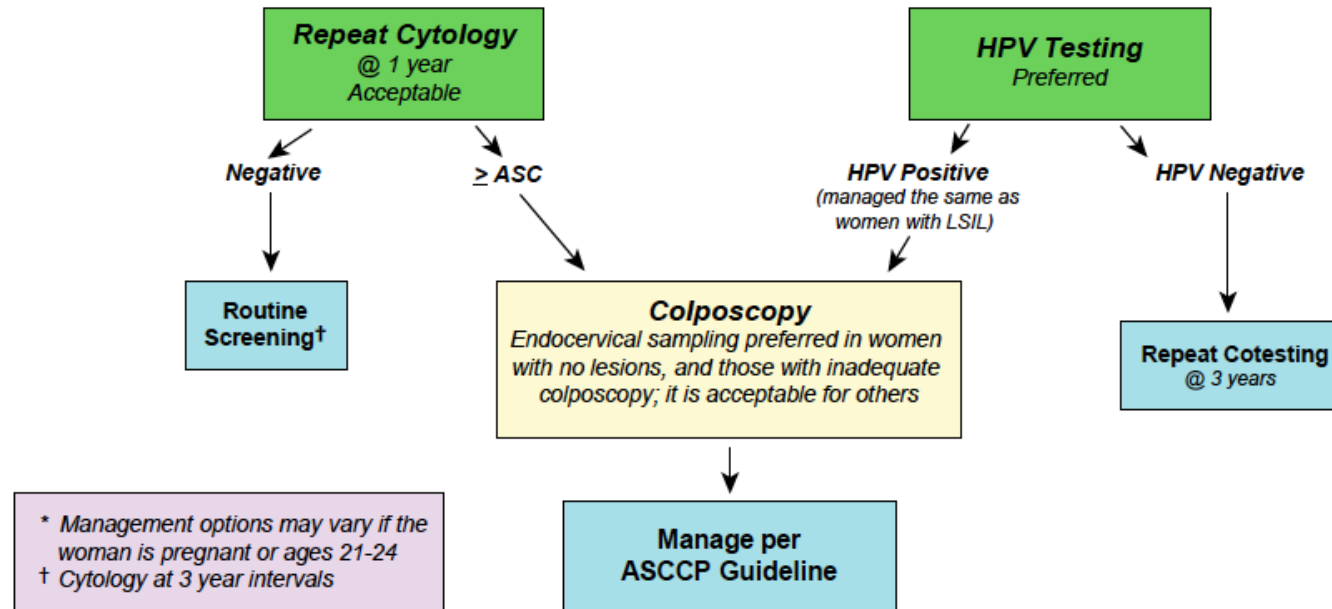 Repeat Cytology
@ 1 year
Acceptable
HPV Testing
Preferred
Negative
≥ ASC
HPV Positive
(managed the same as
women with LSIL)
HPV Negative
Routine
Screening†
Colposcopy
Endocervical sampling preferred in women
with no lesions, and those with inadequate
colposcopy; it is acceptable for others
Repeat Cotesting
@ 3 years
* Management options may vary if the
woman is pregnant or ages 21-24
† Cytology at 3 year intervals
Manage per
ASCCP Guideline